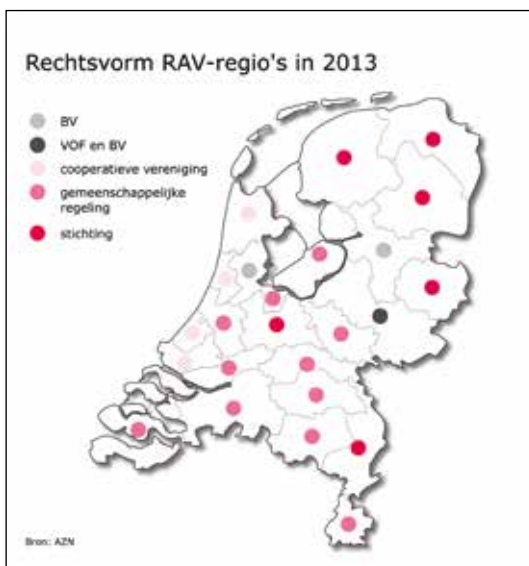 Rechtsvorm RAV-regio's in 2013
BV
VOF en BV
cooperatieve vereniging
gemeenschappelijke
regeling
stichting
Bron: AZN